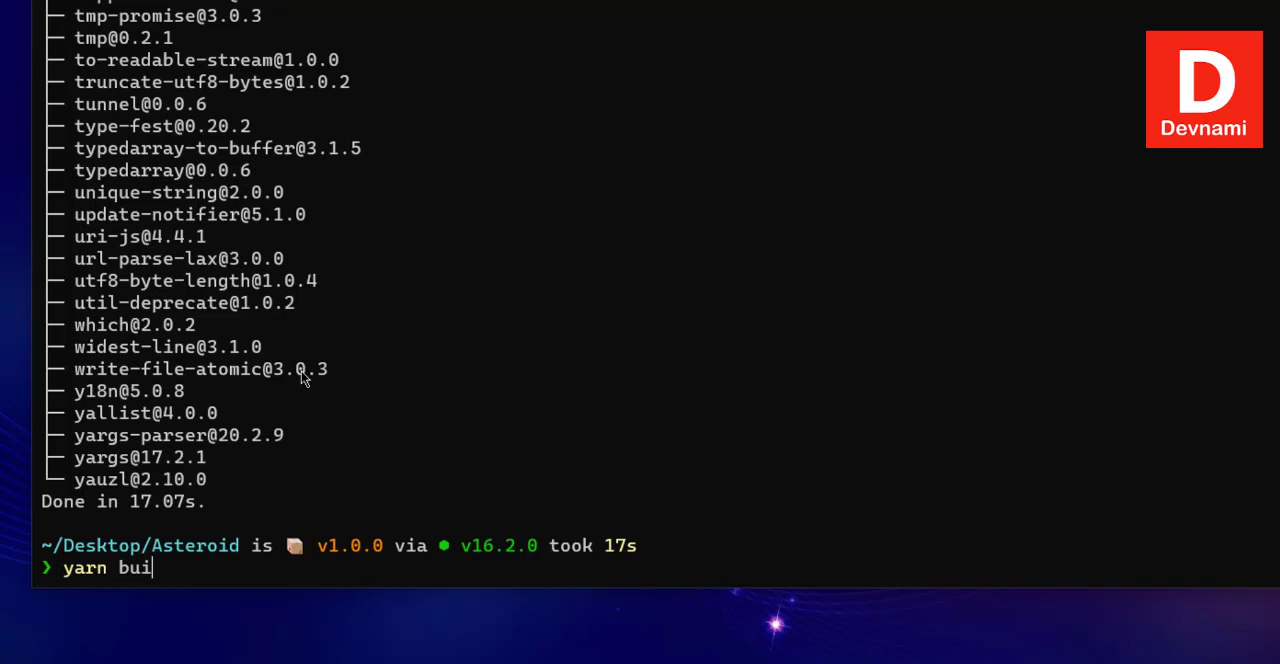 ├─ tmp-promise@3.0.3
├─ tmp@0.2.1
├─ to-readable-stream@1.0.0
├─ truncate-utf8-bytes@1.0.2
├─ tunnel@0.0.6
├─ type-fest@0.20.2
├─ typedarray-to-buffer@3.1.5
├─ typedarray@0.0.6
├─ unique-string@2.0.0
├─ update-notifier@5.1.0
├─ uri-js@4.4.1
├─ url-parse-lax@3.0.0
├─ utf8-byte-length@1.0.4
├─ util-deprecate@1.0.2
├─ which@2.0.2
├─ widest-line@3.1.0
├─ write-file-atomic@3.0.3
├─ y18n@5.0.8
├─ yallist@4.0.0
├─ yargs-parser@20.2.9
├─ yargs@17.2.1
└─ yauzl@2.10.0
Done in 17.07s.
~/Desktop/Asteroid is 📦 v1.0.0 via ⬢ v16.2.0 took 17s
❯ yarn bui
D
Devnami